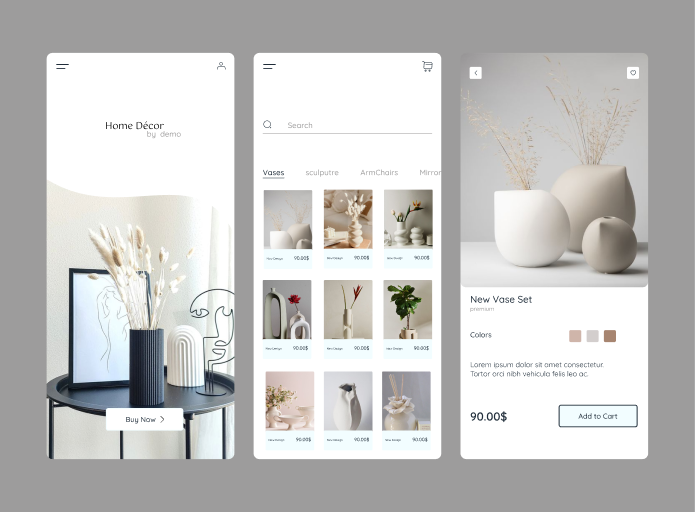 Home Décor
by demo
Buy Now
Search
Vases sculputre ArmChairs Mirror
New Design 90.00$ New Design 90.00$ New Design 90.00$
New Design 90.00$ New Design 90.00$ New Design 90.00$
New Design 90.00$ New Design 90.00$ New Design 90.00$
New Vase Set
premium
Colors
Lorem ipsum dolor sit amet consectetur.
Tortor orci nibh vehicula felis leo ac.
90.00$ Add to Cart